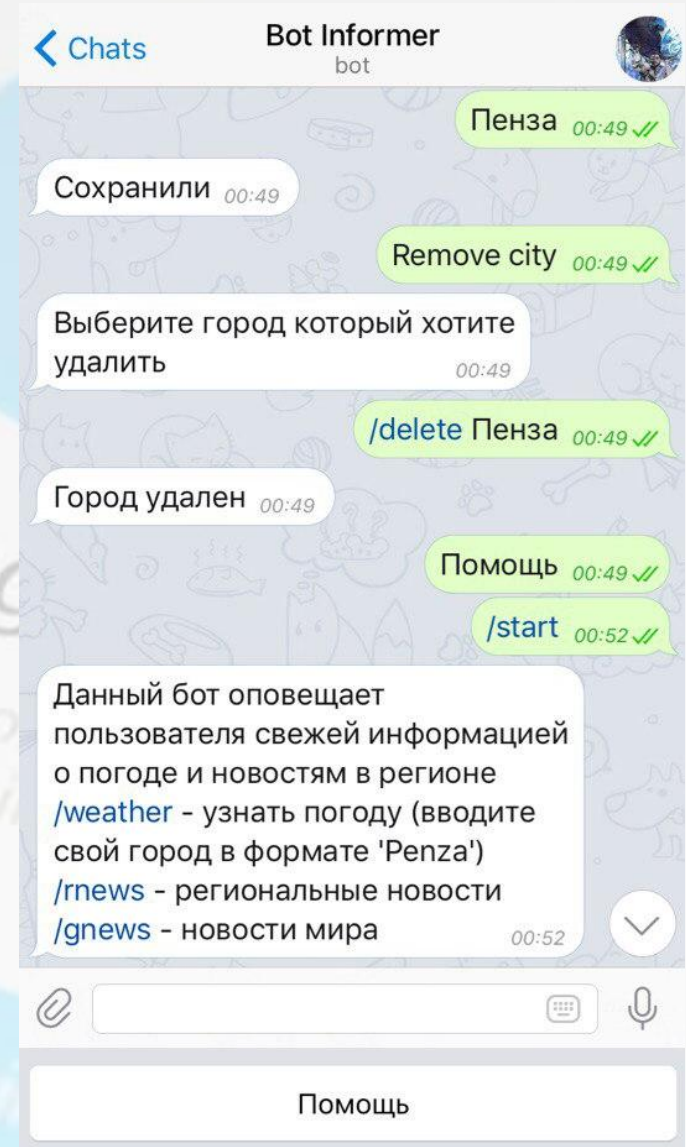 Chats
Bot Informer
bot
Пенза 00:49
Сохранили 00:49
Remove city 00:49
Выберите город который хотите
удалить 00:49
/delete Пенза 00:49
Город удален 00:49
Помощь 00:49
/start 00:52
Данный бот оповещает
пользователя свежей информацией
о погоде и новостям в регионе
/weather - узнать погоду (вводите
свой город в формате 'Penza')
/rnews - региональные новости
/gnews - новости мира 00:52
Помощь